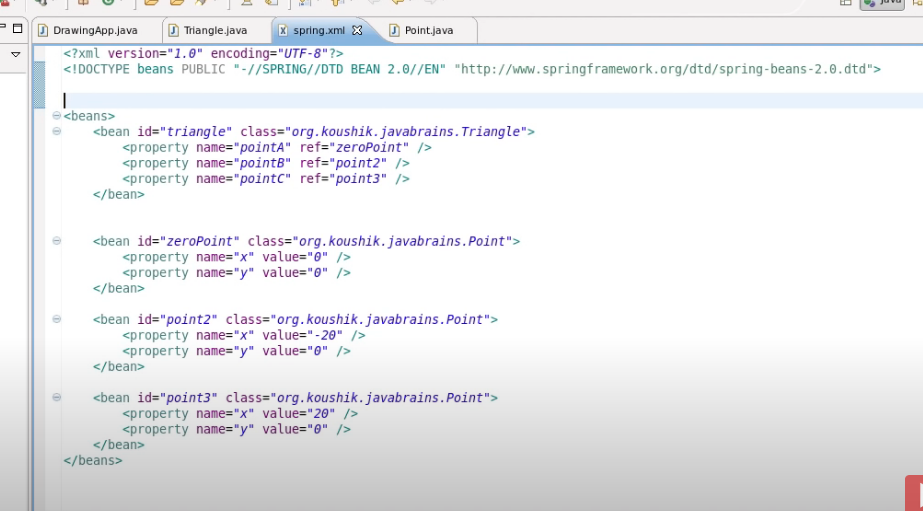 Java
DrawingApp.java Triangle.java spring.xml Point.java
<?xml version="1.0" encoding="UTF-8"?>
<!DOCTYPE beans PUBLIC "-//SPRING//DTD BEAN 2.0//EN" "http://www.springframework.org/dtd/spring-beans-2.0.dtd">
<beans>
    <bean id="triangle" class="org.koushik.javabrains.Triangle">
        <property name="pointA" ref="zeroPoint" />
        <property name="pointB" ref="point2" />
        <property name="pointC" ref="point3" />
    </bean>
    <bean id="zeroPoint" class="org.koushik.javabrains.Point">
        <property name="x" value="0" />
        <property name="y" value="0" />
    </bean>
    <bean id="point2" class="org.koushik.javabrains.Point">
        <property name="x" value="-20" />
        <property name="y" value="0" />
    </bean>
    <bean id="point3" class="org.koushik.javabrains.Point">
        <property name="x" value="20" />
        <property name="y" value="0" />
    </bean>
</beans>